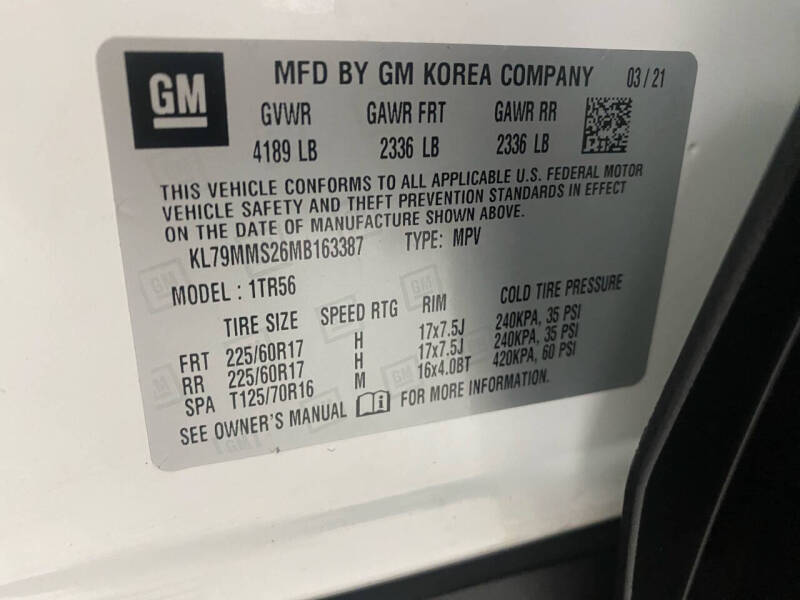 GM MFD BY GM KOREA COMPANY 03/21
GVWR GAWR FRT GAWR RR
4189 LB 2336 LB 2336 LB
THIS VEHICLE CONFORMS TO ALL APPLICABLE U.S. FEDERAL MOTOR
VEHICLE SAFETY AND THEFT PREVENTION STANDARDS IN EFFECT
ON THE DATE OF MANUFACTURE SHOWN ABOVE.
KL79MMS26MB163387 TYPE: MPV
MODEL : 1TR56
TIRE SIZE SPEED RTG RIM COLD TIRE PRESSURE
FRT 225/60R17 H 17x7.5J 240KPA, 35 PSI
RR 225/60R17 H 17x7.5J 240KPA, 35 PSI
SPA T125/70R16 M 16x4.0BT 420KPA, 60 PSI
SEE OWNER'S MANUAL FOR MORE INFORMATION.